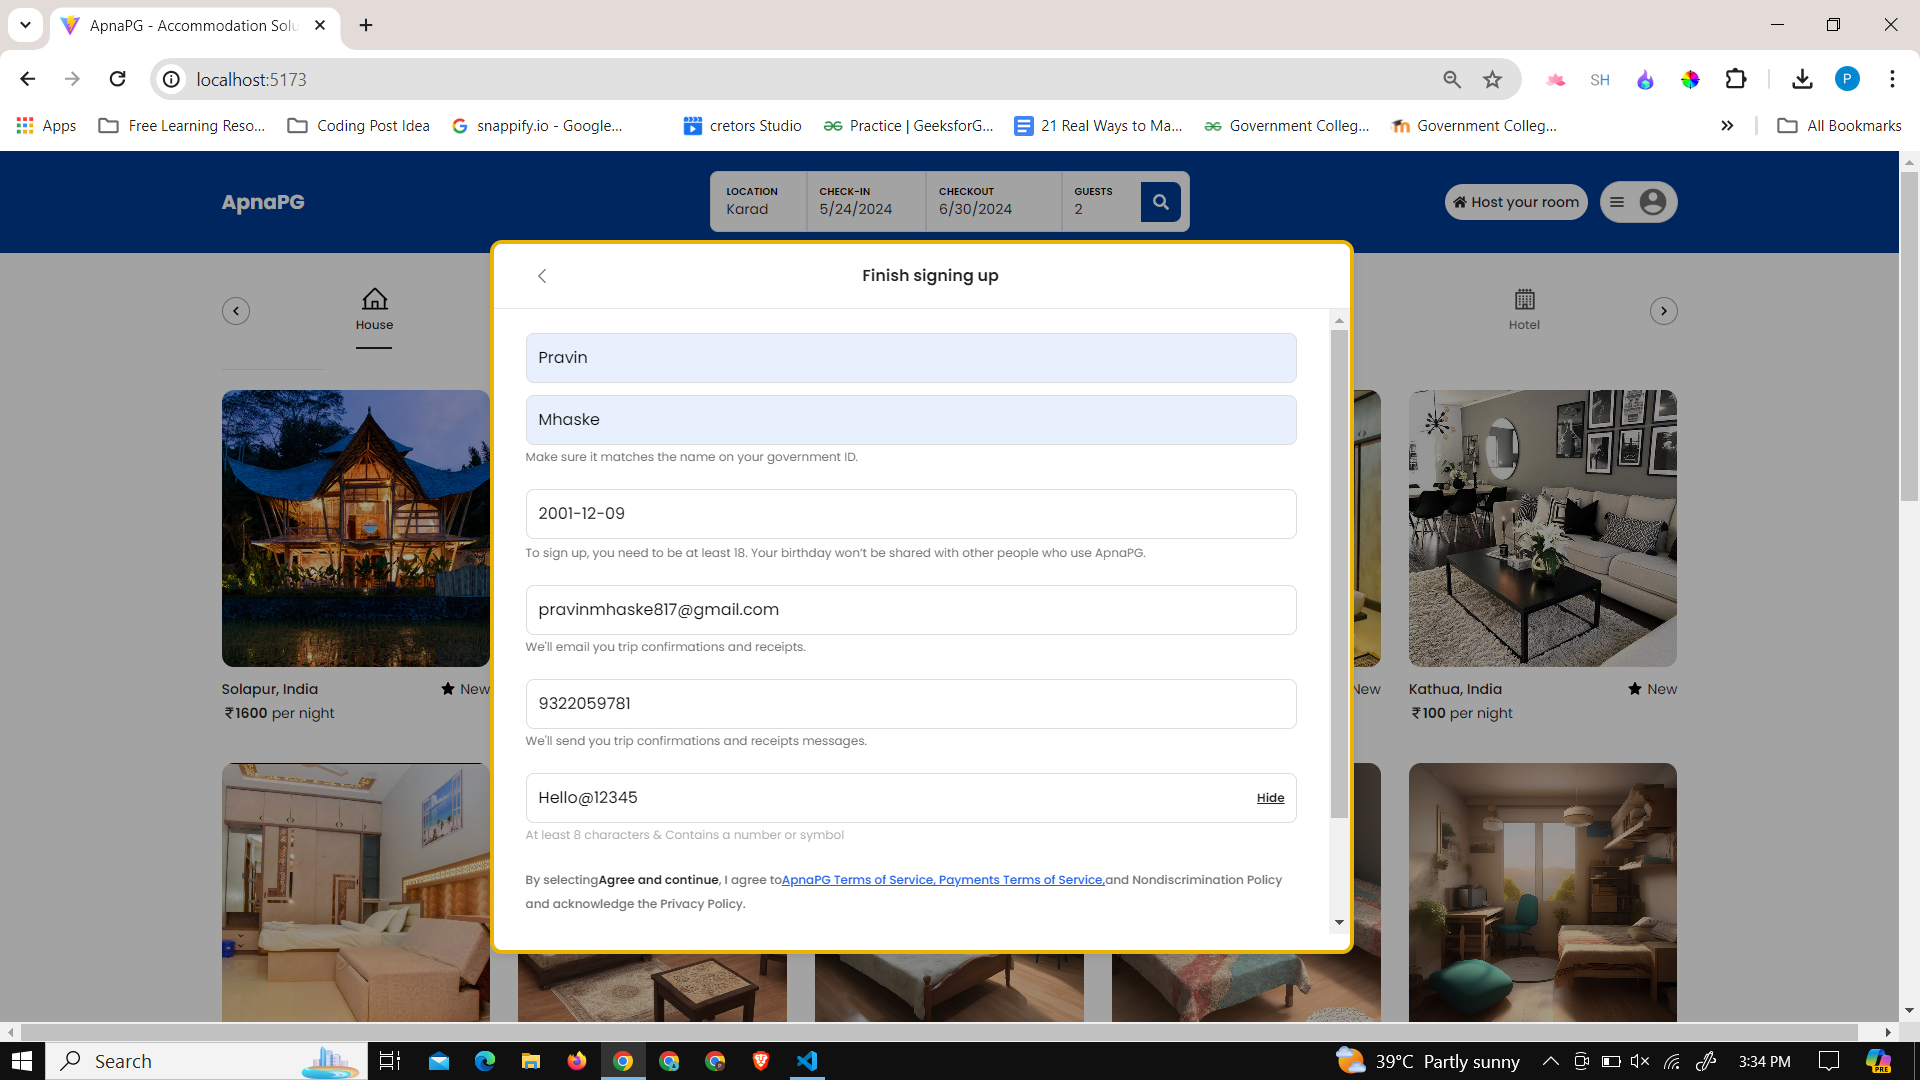 ApnaPG - Accommodation Solu
localhost:5173
SH
P
Apps
Free Learning Reso...
Coding Post Idea
snappify.io - Google...
cretors Studio
Practice | GeeksforG...
21 Real Ways to Ma...
Government Colleg...
Government Colleg...
All Bookmarks
ApnaPG
LOCATION CHECK-IN CHECKOUT GUESTS
Karad 5/24/2024 6/30/2024 2
Host your room
Finish signing up
House
Hotel
Pravin
Mhaske
Make sure it matches the name on your government ID.
2001-12-09
To sign up, you need to be at least 18. Your birthday won't be shared with other people who use ApnaPG.
pravinmhaske817@gmail.com
We'll email you trip confirmations and receipts.
9322059781
We'll send you trip confirmations and receipts messages.
Hello@12345 Hide
At least 8 characters & Contains a number or symbol
By selectingAgree and continue, I agree toApnaPG Terms of Service, Payments Terms of Service,and Nondiscrimination Policy
and acknowledge the Privacy Policy.
Solapur, India New
₹1600 per night
New
Kathua, India New
₹100 per night
Search
39°C Partly sunny
3:34 PM
PRE